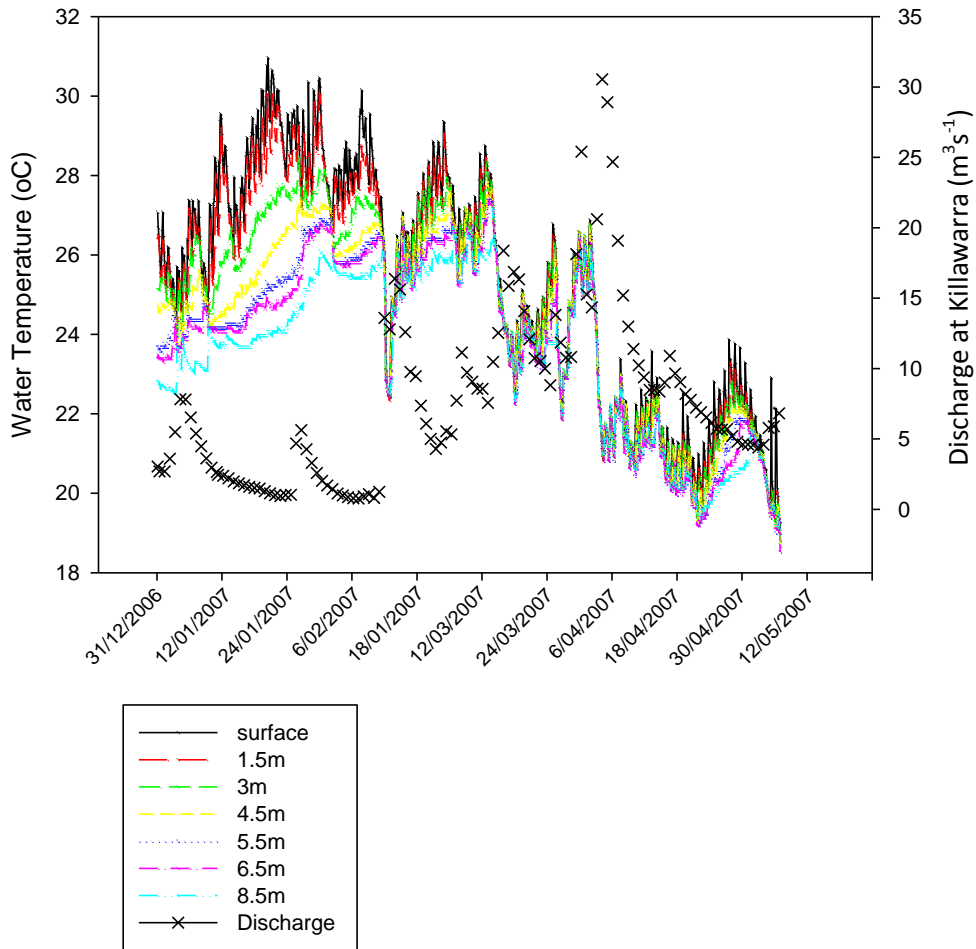 32
30
28
26
24
22
20
18
Water Temperature (oC)
35
30
25
20
15
10
5
0
Discharge at Killawarra (m³s⁻¹)
31/12/2006
12/01/2007
24/01/2007
6/02/2007
18/01/2007
12/03/2007
24/03/2007
6/04/2007
18/04/2007
30/04/2007
12/05/2007
surface
1.5m
3m
4.5m
5.5m
6.5m
8.5m
Discharge